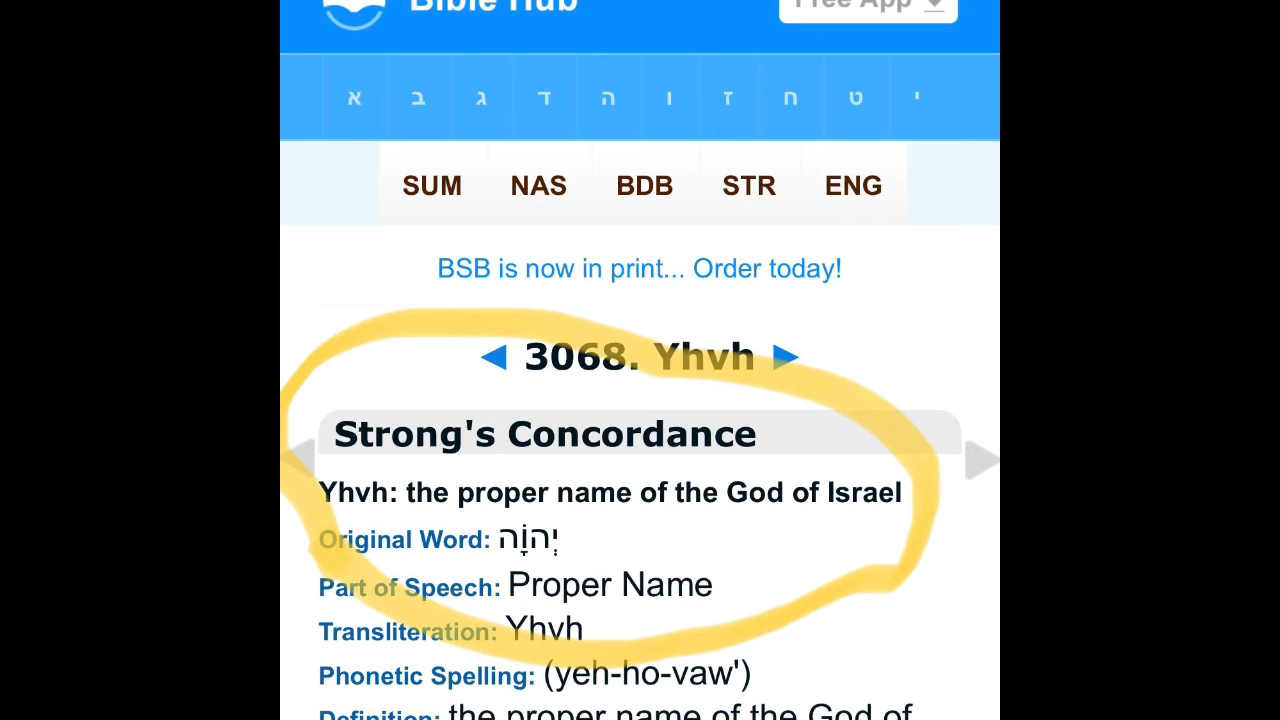 Bible Hub
Free App
א ב ג ד ה ו ז ח ט י
SUM NAS BDB STR ENG
BSB is now in print... Order today!
◄ 3068. Yhvh ►
Strong's Concordance
Yhvh: the proper name of the God of Israel
Original Word: יְהוָֹה
Part of Speech: Proper Name
Transliteration: Yhvh
Phonetic Spelling: (yeh-ho-vaw')
Definition: the proper name of the God of